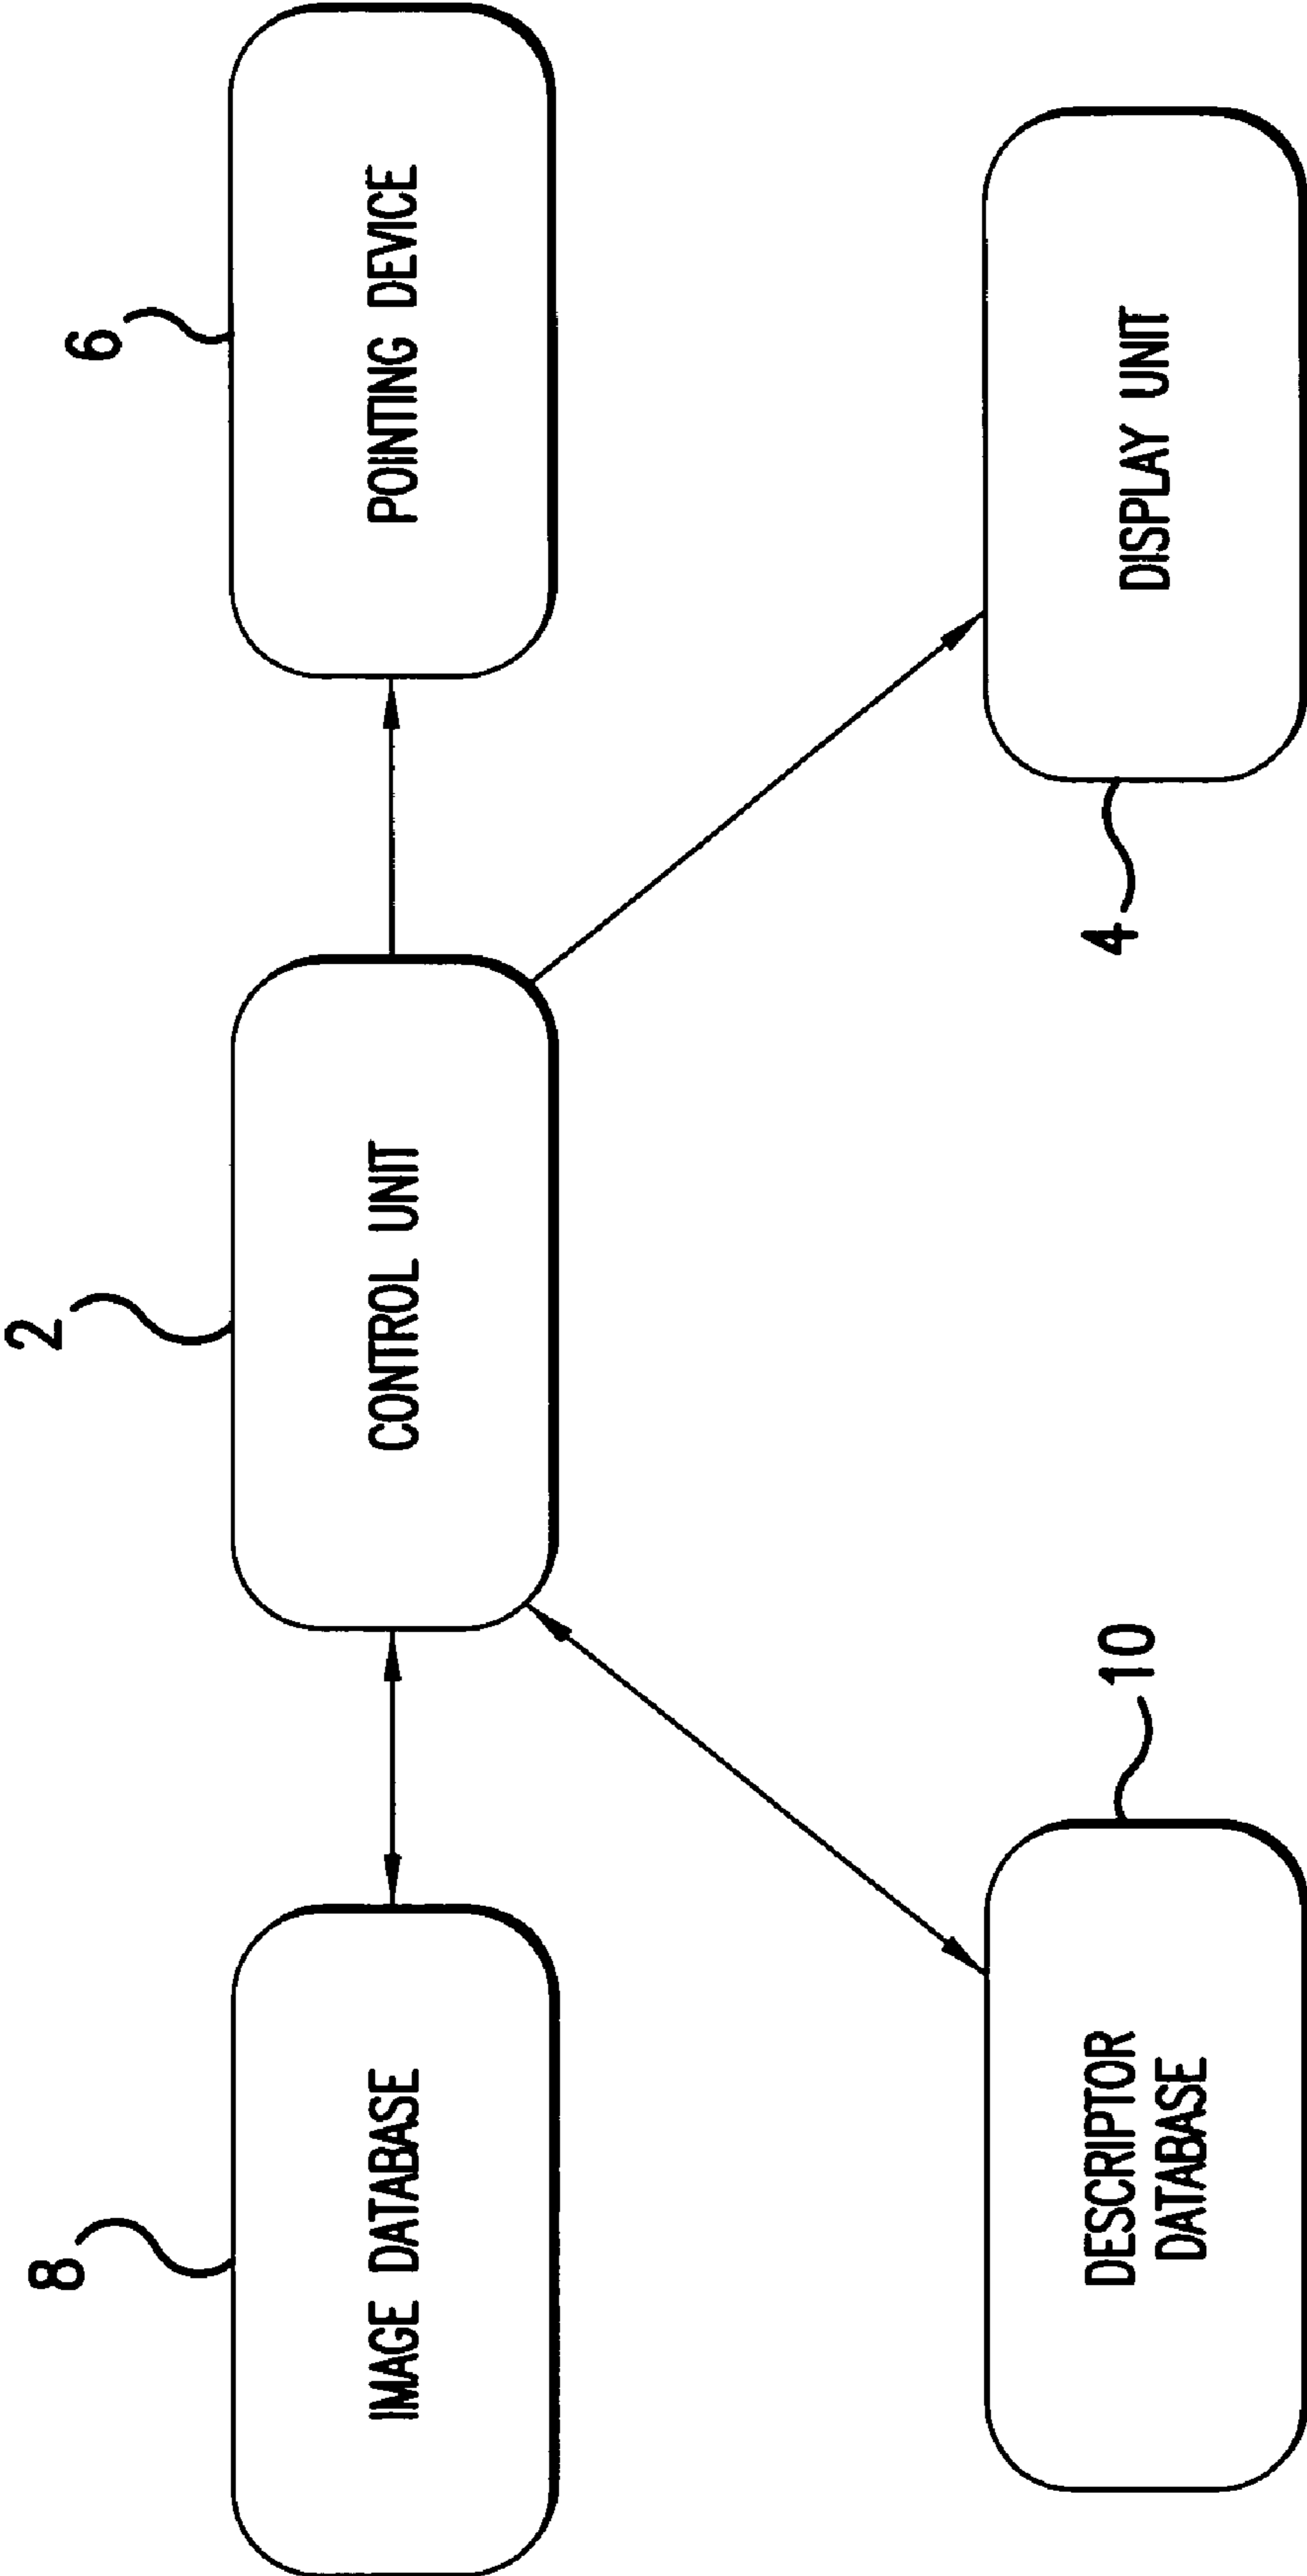 8
IMAGE DATABASE
2
CONTROL UNIT
6
POINTING DEVICE
10
DESCRIPTOR
DATABASE
4
DISPLAY UNIT